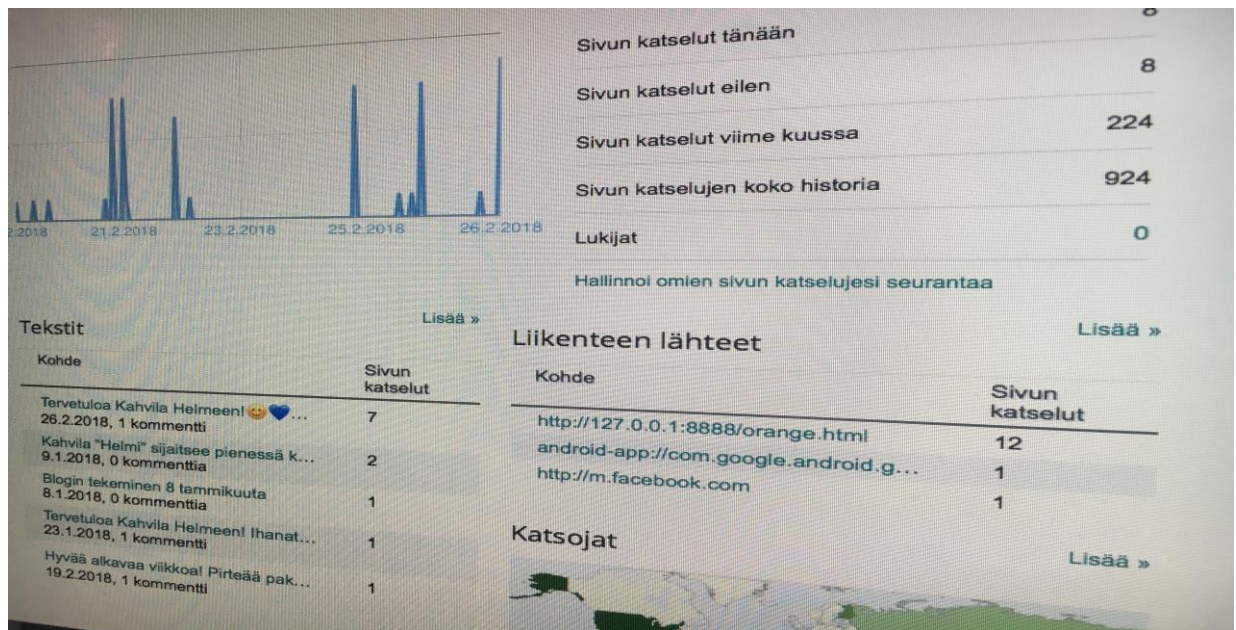 Sivun katselut tänään
Sivun katselut eilen 8
Sivun katselut viime kuussa 224
Sivun katselujen koko historia 924
Lukijat 0
Hallinnoi omien sivun katselujesi seurantaa
2.2018 21.2.2018 23.2.2018 25.2.2018 26.2.2018
Tekstit Lisää »
Kohde Sivun katselut
Tervetuloa Kahvila Helmeen!😊💙... 7
26.2.2018, 1 kommentti
Kahvila "Helmi" sijaitsee pienessä k... 2
9.1.2018, 0 kommenttia
Blogin tekeminen 8 tammikuuta 1
8.1.2018, 0 kommenttia
Tervetuloa Kahvila Helmeen! Ihanat... 1
23.1.2018, 1 kommentti
Hyvää alkavaa viikkoa! Pirteää pak... 1
19.2.2018, 1 kommentti
Liikenteen lähteet Lisää »
Kohde Sivun katselut
http://127.0.0.1:8888/orange.html 12
android-app://com.google.android.g... 1
http://m.facebook.com 1
Katsojat Lisää »